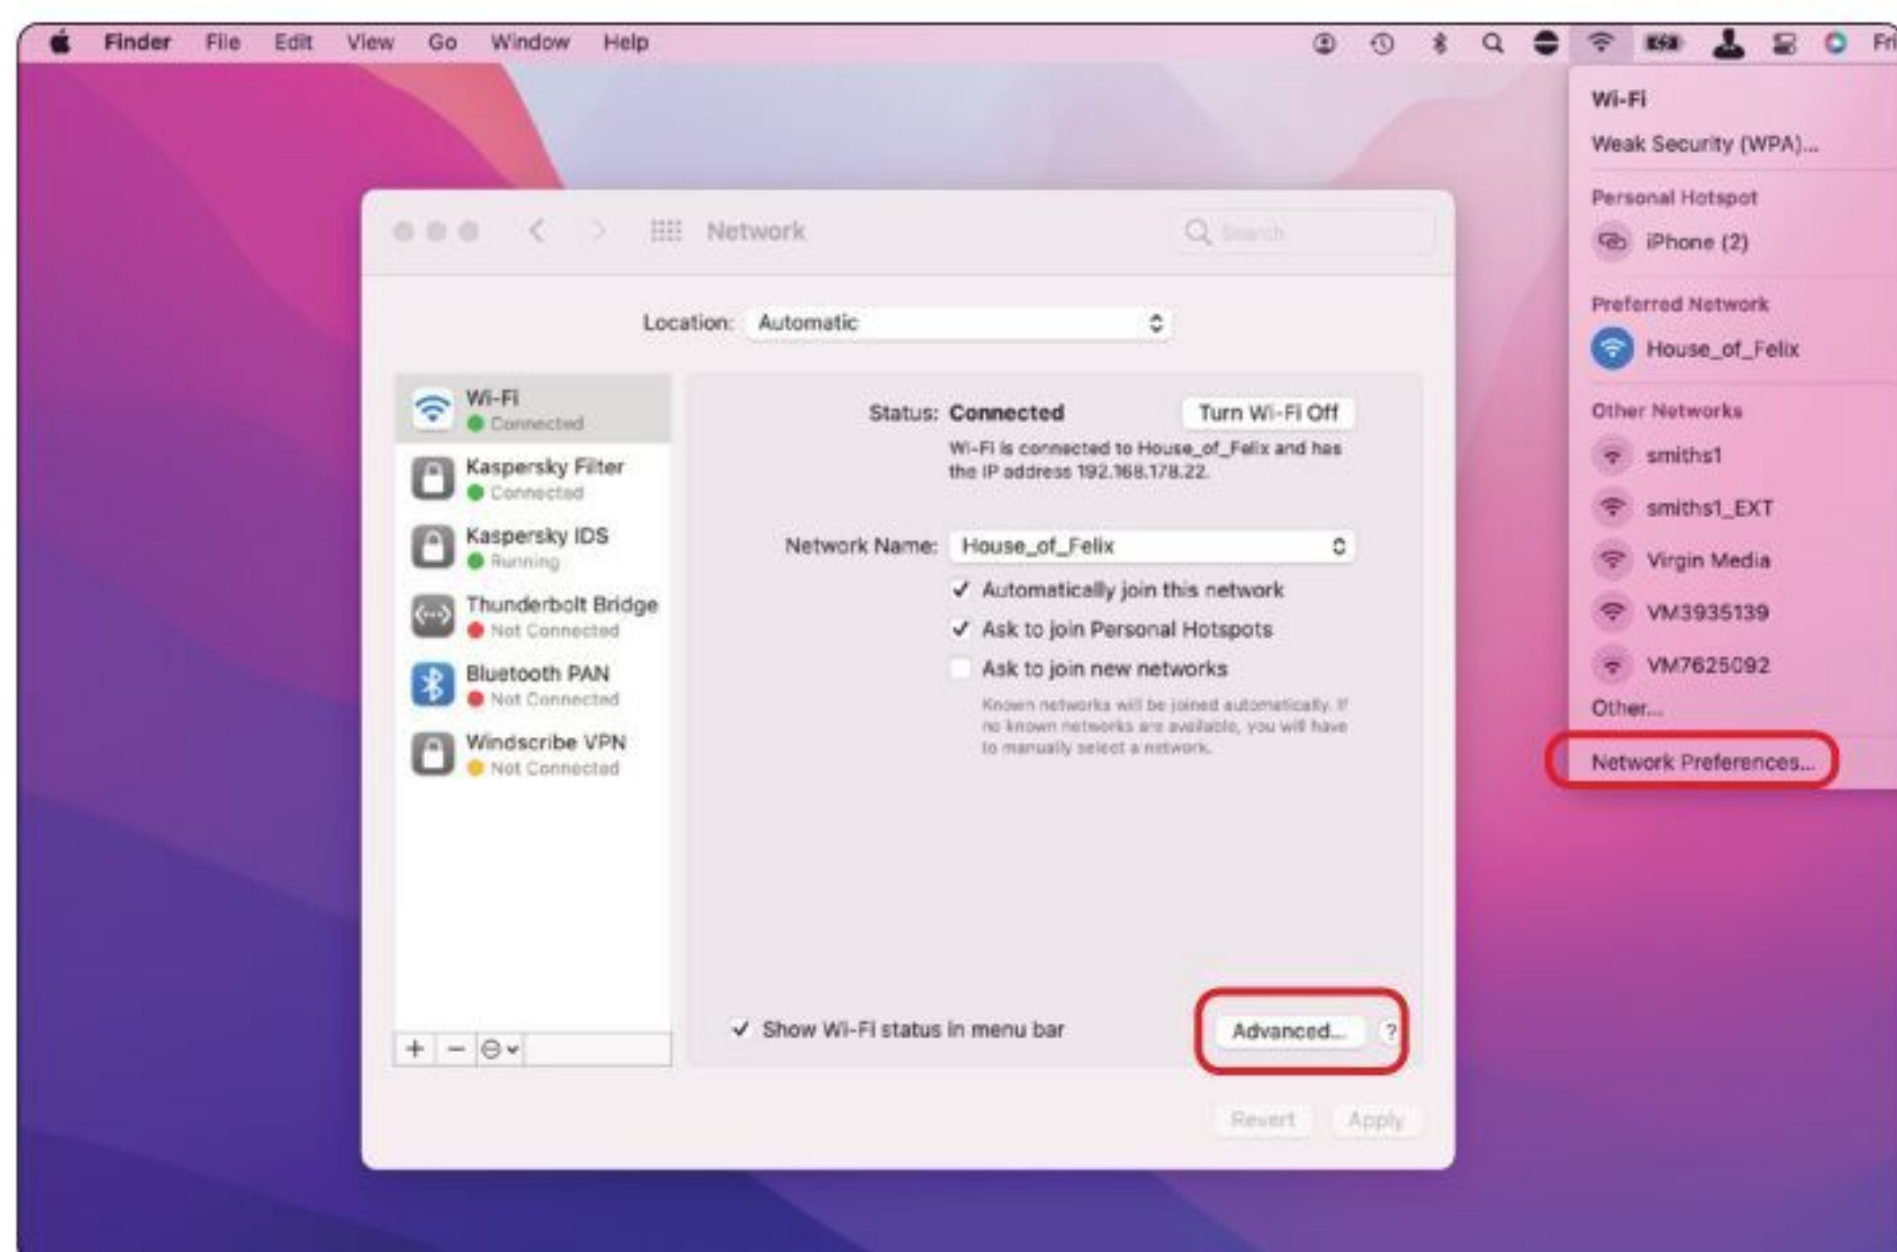 Finder File Edit View Go Window Help
Fri
Wi-Fi
Weak Security (WPA)...
Personal Hotspot
iPhone (2)
Preferred Network
House_of_Felix
Other Networks
smiths1
smiths1_EXT
Virgin Media
VM3935139
VM7625092
Other...
Network Preferences...
Network
Search
Location: Automatic
Wi-Fi
Connected
Kaspersky Filter
Connected
Kaspersky IDS
Running
Thunderbolt Bridge
Not Connected
Bluetooth PAN
Not Connected
Windscribe VPN
Not Connected
Status: Connected
Turn Wi-Fi Off
Wi-Fi is connected to House_of_Felix and has
the IP address 192.168.178.22.
Network Name: House_of_Felix
Automatically join this network
Ask to join Personal Hotspots
Ask to join new networks
Known networks will be joined automatically. If
no known networks are available, you will have
to manually select a network.
Show Wi-Fi status in menu bar
Advanced...
?
Revert
Apply